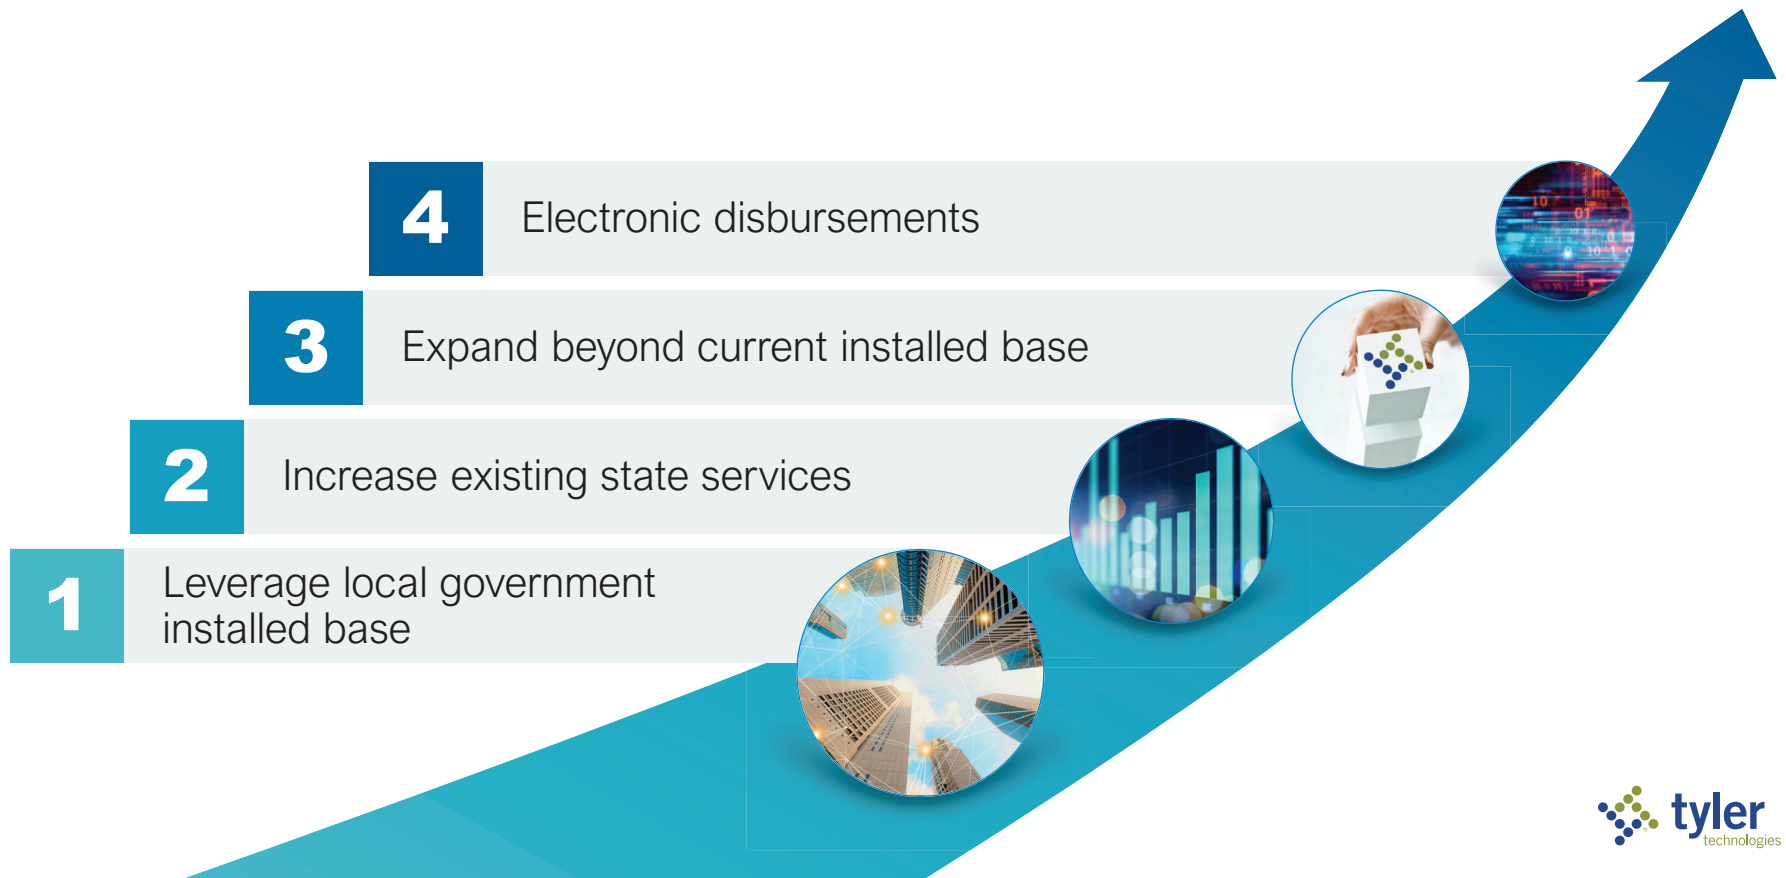 4
Electronic disbursements
3
Expand beyond current installed base
2
Increase existing state services
1
Leverage local government
installed base
tyler
technologies